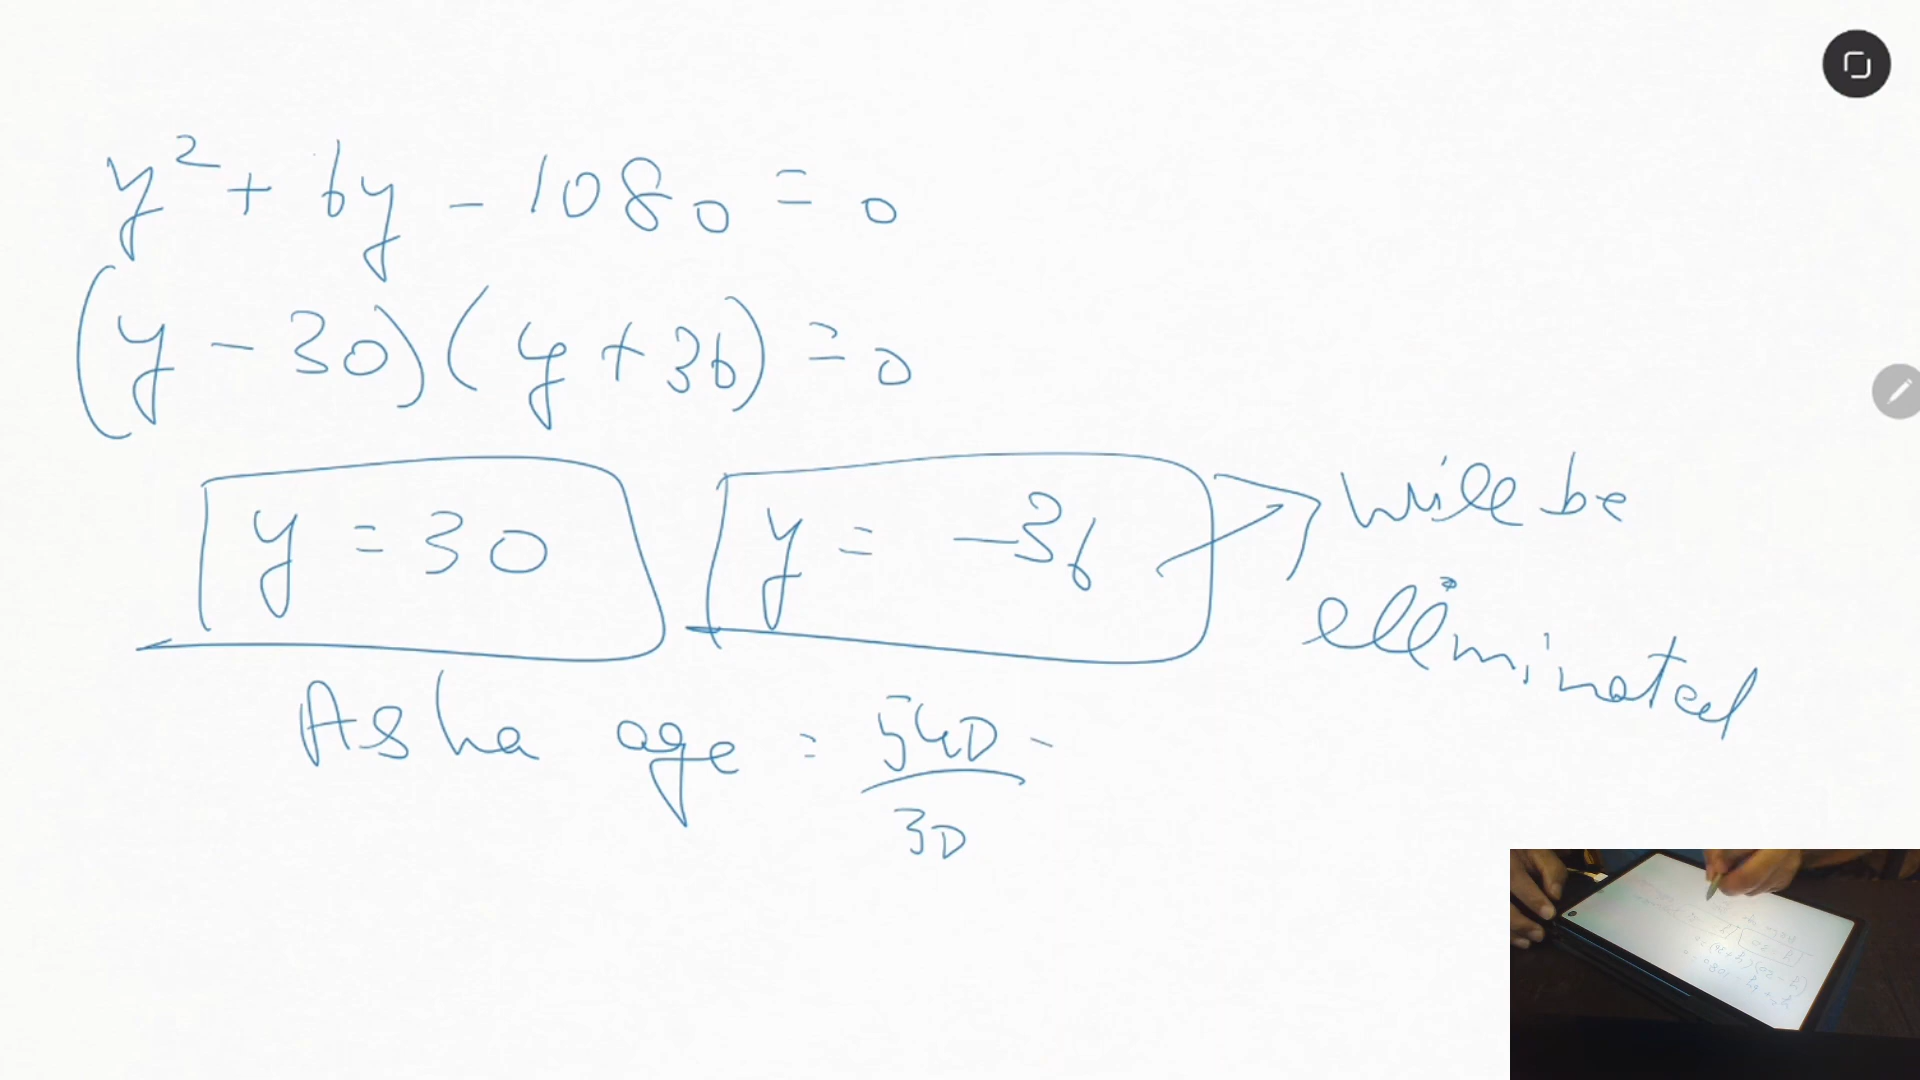 y² + 6y - 1080 = 0
(y - 30)(y + 36) = 0
y = 30 y = -36 will be
elliminated
Asha age = 540/30 -